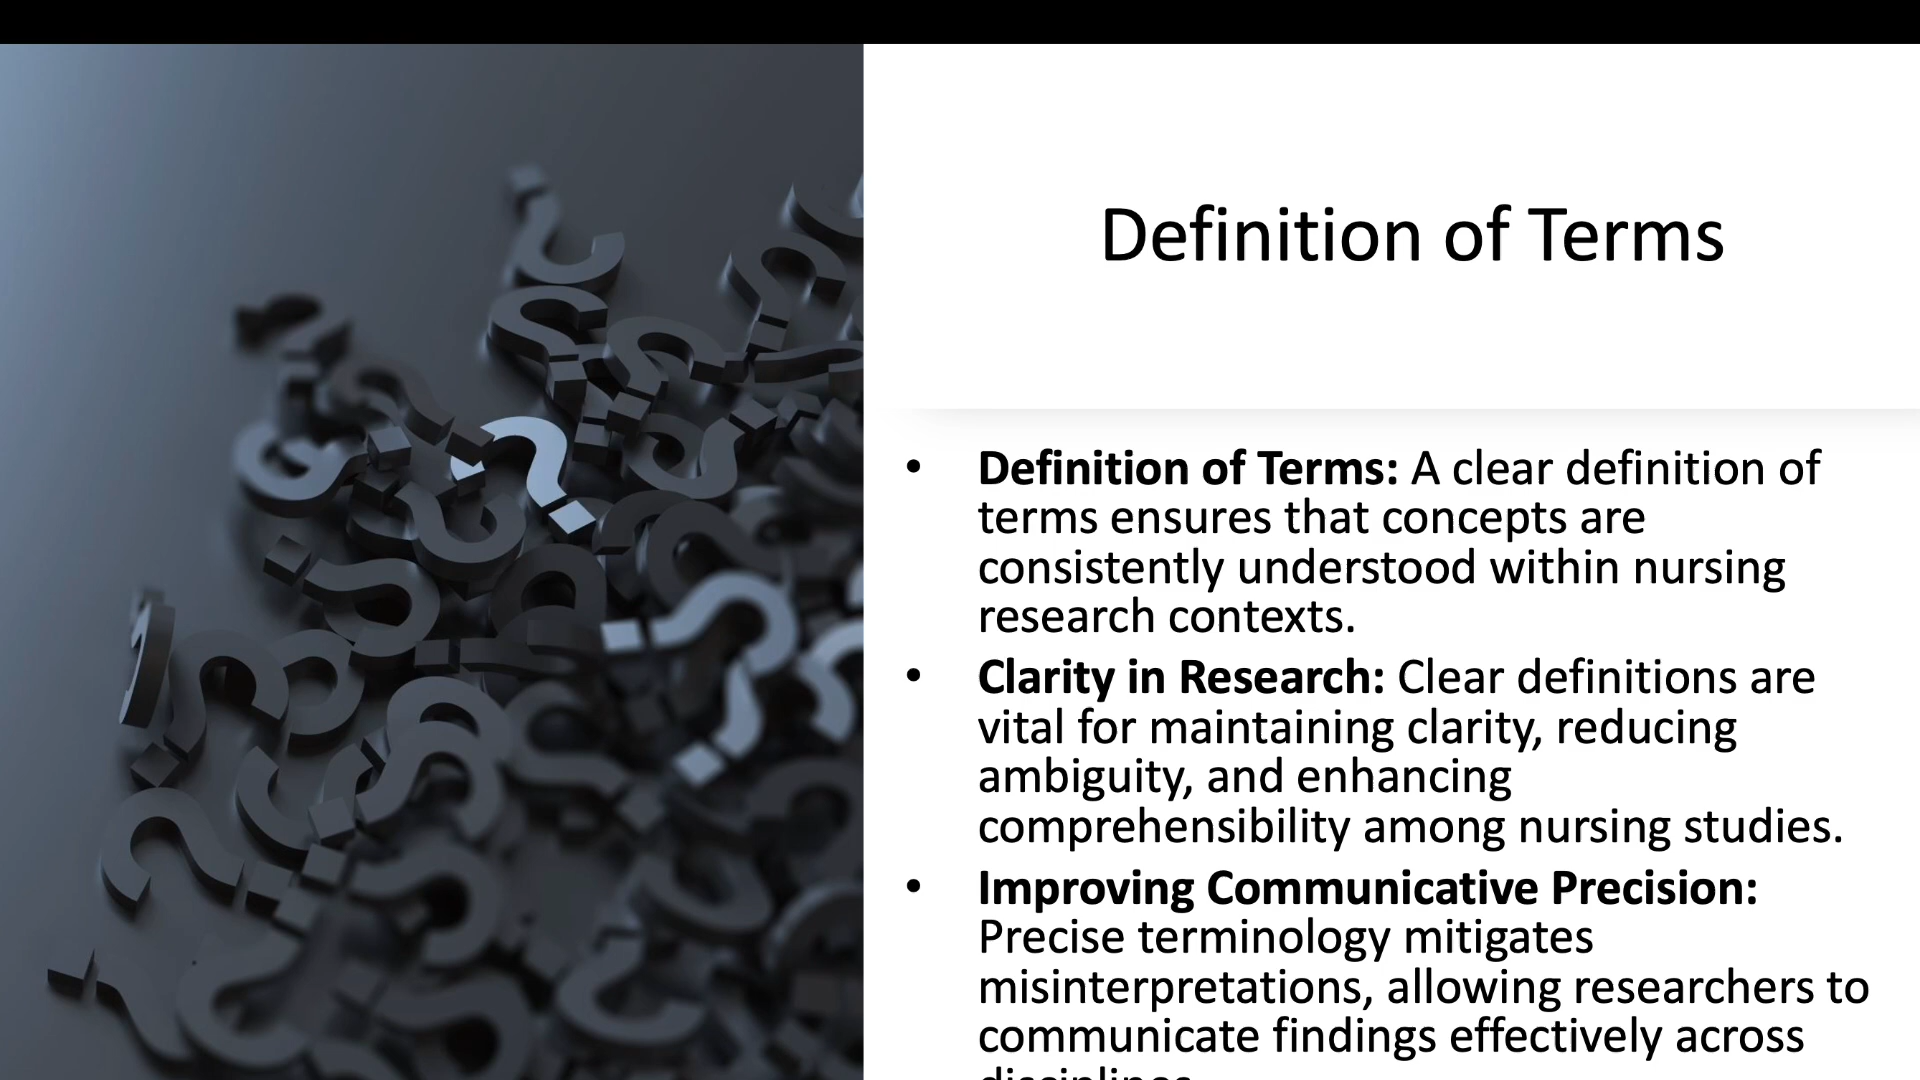 Definition of Terms
• Definition of Terms: A clear definition of
terms ensures that concepts are
consistently understood within nursing
research contexts.
• Clarity in Research: Clear definitions are
vital for maintaining clarity, reducing
ambiguity, and enhancing
comprehensibility among nursing studies.
• Improving Communicative Precision:
Precise terminology mitigates
misinterpretations, allowing researchers to
communicate findings effectively across
disciplines